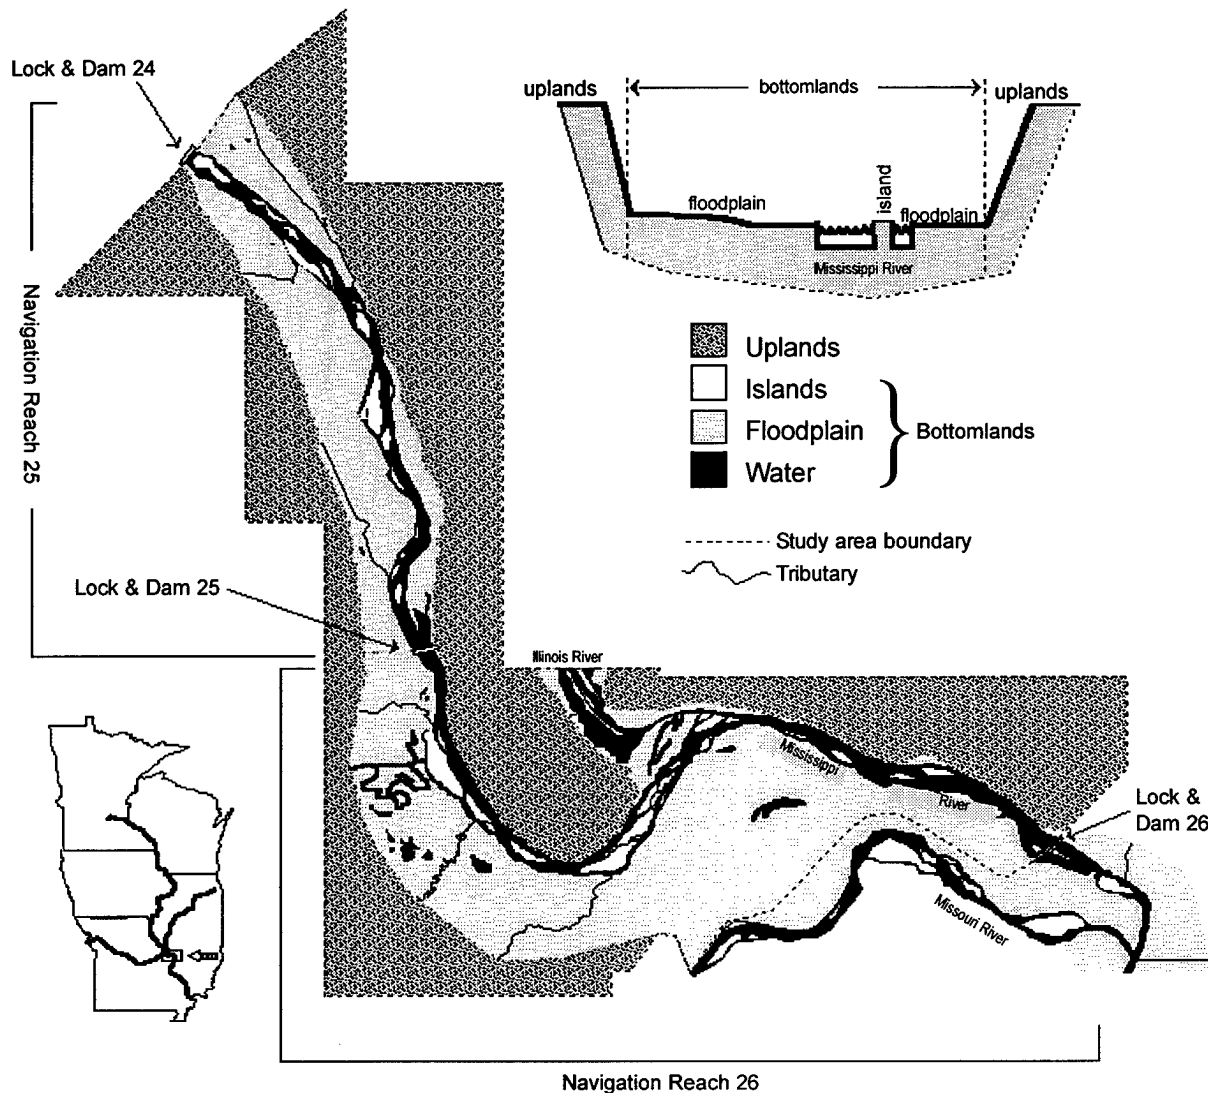 Lock & Dam 24
uplands
bottomlands
uplands
floodplain
island
floodplain
Mississippi River
Navigation Reach 25
Uplands
Islands
Floodplain
Water
Bottomlands
Study area boundary
Tributary
Lock & Dam 25
Illinois River
Mississippi
River
Lock &
Dam 26
Missouri River
Navigation Reach 26